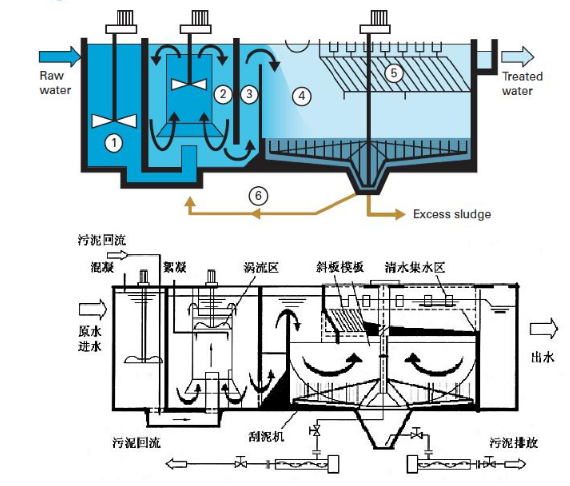 Raw
water
1
2
3
4
5
Treated
water
6
Excess sludge
污泥回流
混凝
絮凝
涡流区
斜板模板
清水集水区
原水
进水
出水
污泥回流
刮泥机
污泥排放